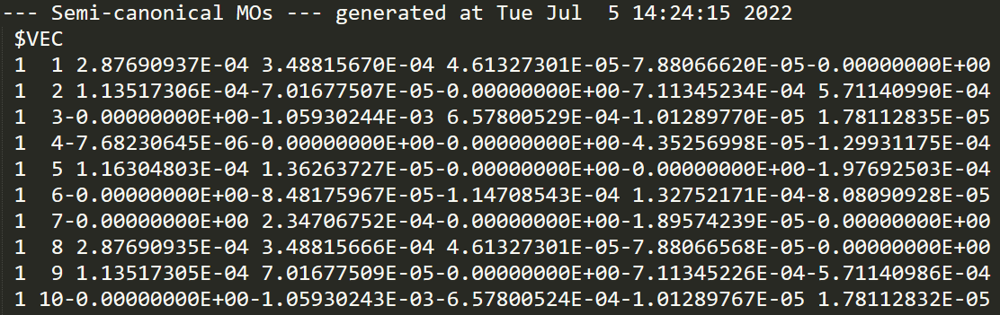 --- Semi-canonical MOs --- generated at Tue Jul  5 14:24:15 2022
 $VEC
 1  1 2.87690937E-04 3.48815670E-04 4.61327301E-05-7.88066620E-05-0.00000000E+00
 1  2 1.13517306E-04-7.01677507E-05-0.00000000E+00-7.11345234E-04 5.71140990E-04
 1  3-0.00000000E+00-1.05930244E-03 6.57800529E-04-1.01289770E-05 1.78112835E-05
 1  4-7.68230645E-06-0.00000000E+00-0.00000000E+00-4.35256998E-05-1.29931175E-04
 1  5 1.16304803E-04 1.36263727E-05-0.00000000E+00-0.00000000E+00-1.97692503E-04
 1  6-0.00000000E+00-8.48175967E-05-1.14708543E-04 1.32752171E-04-8.08090928E-05
 1  7-0.00000000E+00 2.34706752E-04-0.00000000E+00-1.89574239E-05-0.00000000E+00
 1  8 2.87690935E-04 3.48815666E-04 4.61327301E-05-7.88066568E-05-0.00000000E+00
 1  9 1.13517305E-04 7.01677509E-05-0.00000000E+00-7.11345226E-04-5.71140986E-04
 1 10-0.00000000E+00-1.05930243E-03-6.57800524E-04-1.01289767E-05 1.78112832E-05